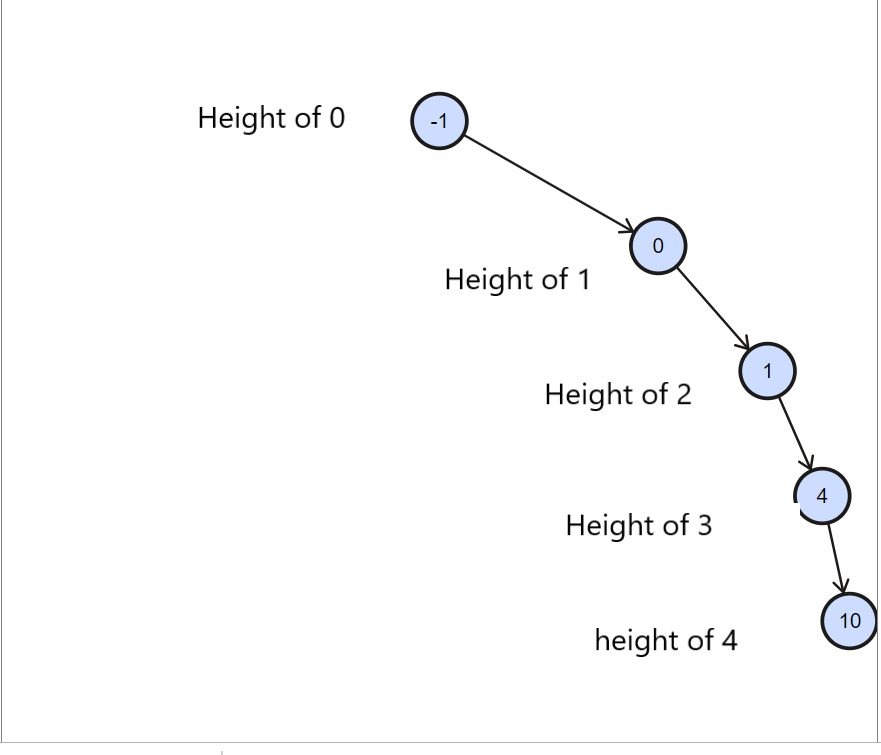 Height of 0
-1
0
Height of 1
1
Height of 2
4
Height of 3
10
height of 4